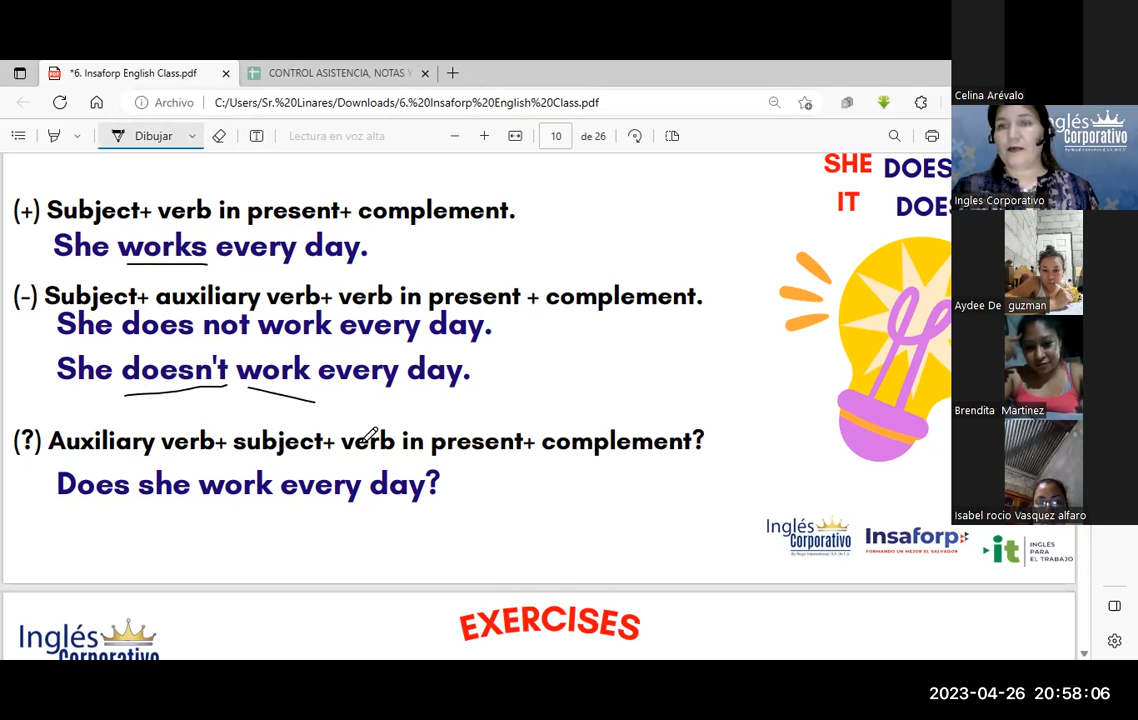 *6. Insaforp English Class.pdf
CONTROL ASISTENCIA, NOTAS Y
Archivo
C:/Users/Sr.%20Linares/Downloads/6.%20Insaforp%20English%20Class.pdf
Dibujar
Lectura en voz alta
10
de 26
SHE DOES
IT DOES
(+) Subject+ verb in present+ complement.
She works every day.
(-) Subject+ auxiliary verb+ verb in present + complement.
She does not work every day.
She doesn't work every day.
(?) Auxiliary verb+ subject+ verb in present+ complement?
Does she work every day?
Inglés
Corporativo
Insaforp
FORMANDO UN MEJOR EL SALVADOR
it
INGLÉS
PARA
EL TRABAJO
EXERCISES
Inglés
Corporativo
Celina Arévalo
Inglés
Corporativo
Ingles Corporativo
Aydee De guzman
Brendita Martinez
Isabel rocio Vasquez alfaro
2023-04-26 20:58:06